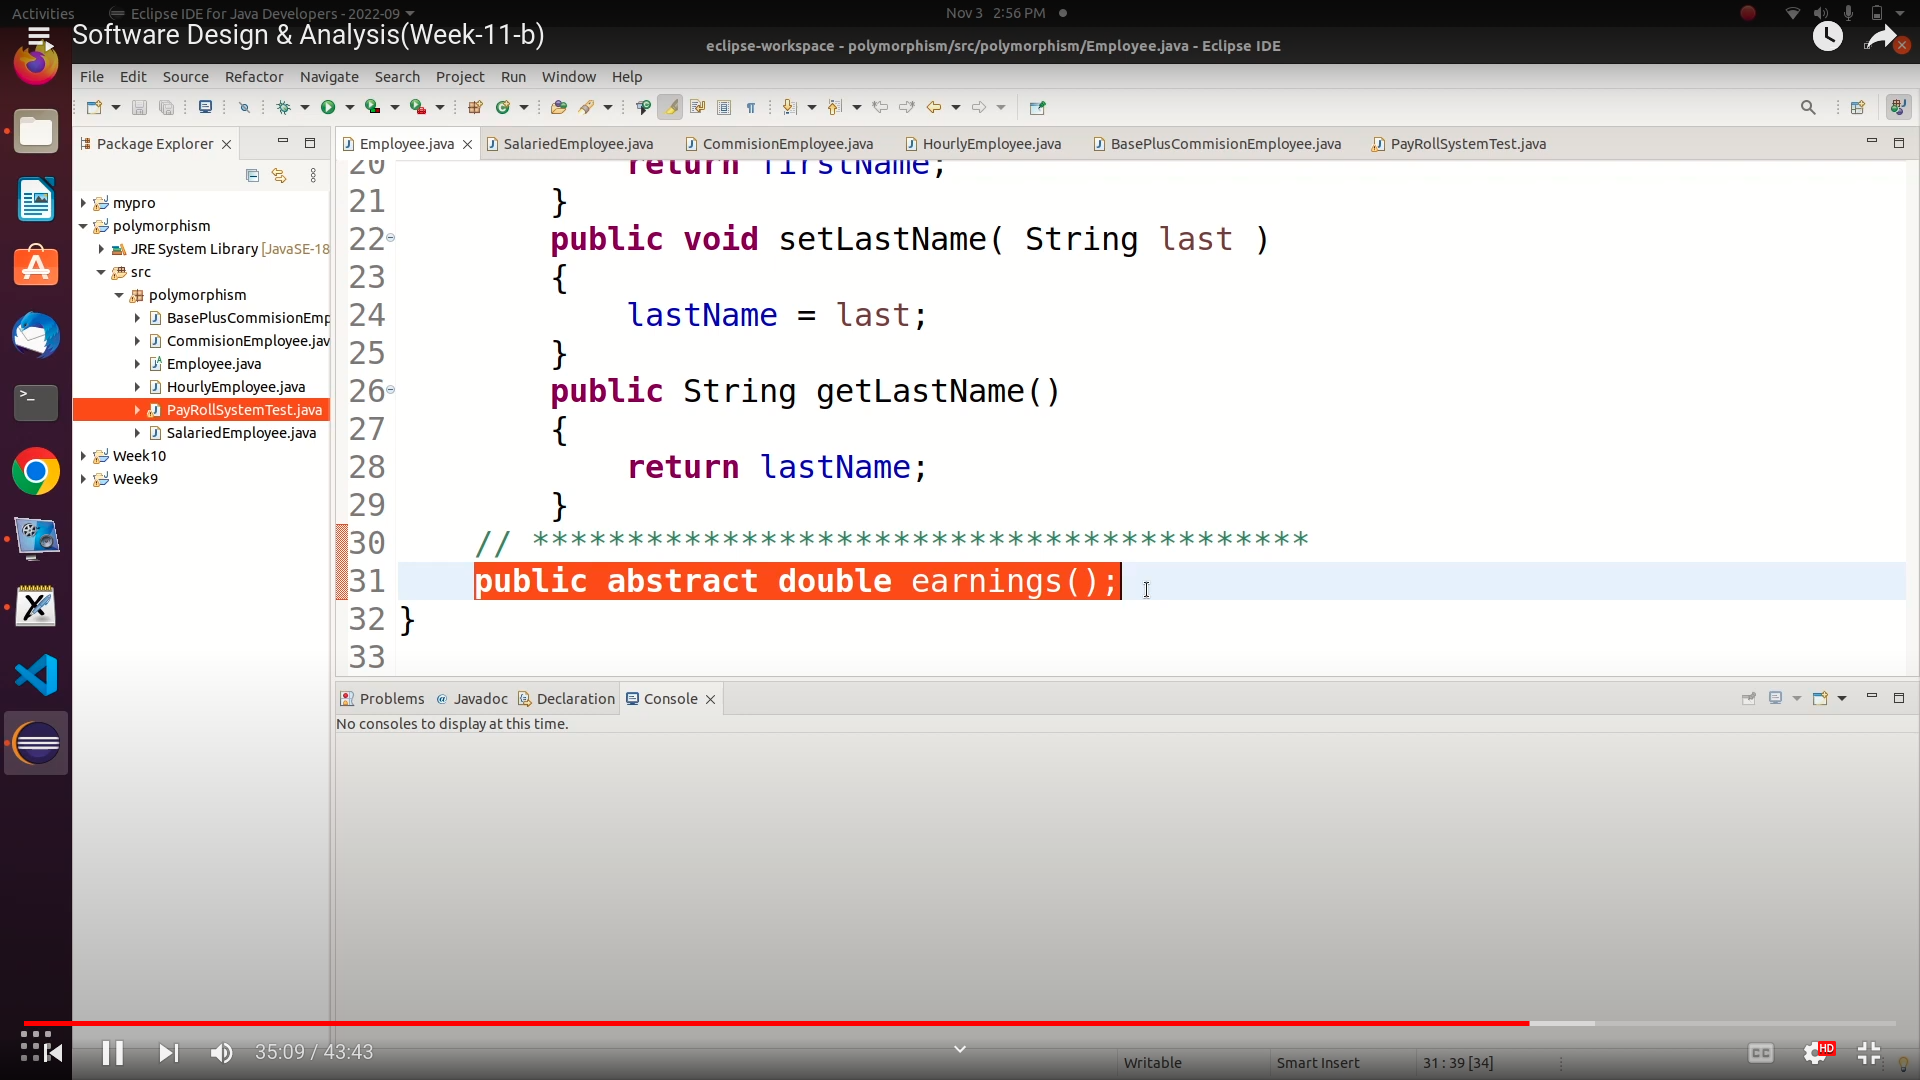 Activities
Eclipse IDE for Java Developers - 2022-09
Nov 3 2:56 PM
Software Design & Analysis(Week-11-b)
eclipse-workspace - polymorphism/src/polymorphism/Employee.java - Eclipse IDE
File Edit Source Refactor Navigate Search Project Run Window Help
Package Explorer
Employee.java
SalariedEmployee.java
CommisionEmployee.java
HourlyEmployee.java
BasePlusCommisionEmployee.java
PayRollSystemTest.java
mypro
polymorphism
JRE System Library [JavaSE-18
src
polymorphism
BasePlusCommisionEmp
CommisionEmployee.jav
Employee.java
HourlyEmployee.java
PayRollSystemTest.java
SalariedEmployee.java
Week10
Week9
20 return firstName;
21 }
22 public void setLastName( String last )
23 {
24 lastName = last;
25 }
26 public String getLastName()
27 {
28 return lastName;
29 }
30 // *****************************************
31 public abstract double earnings();
32 }
33
Problems @ Javadoc Declaration Console
No consoles to display at this time.
35:09 / 43:43
Writable
Smart Insert
31 : 39 [34]
CC
HD